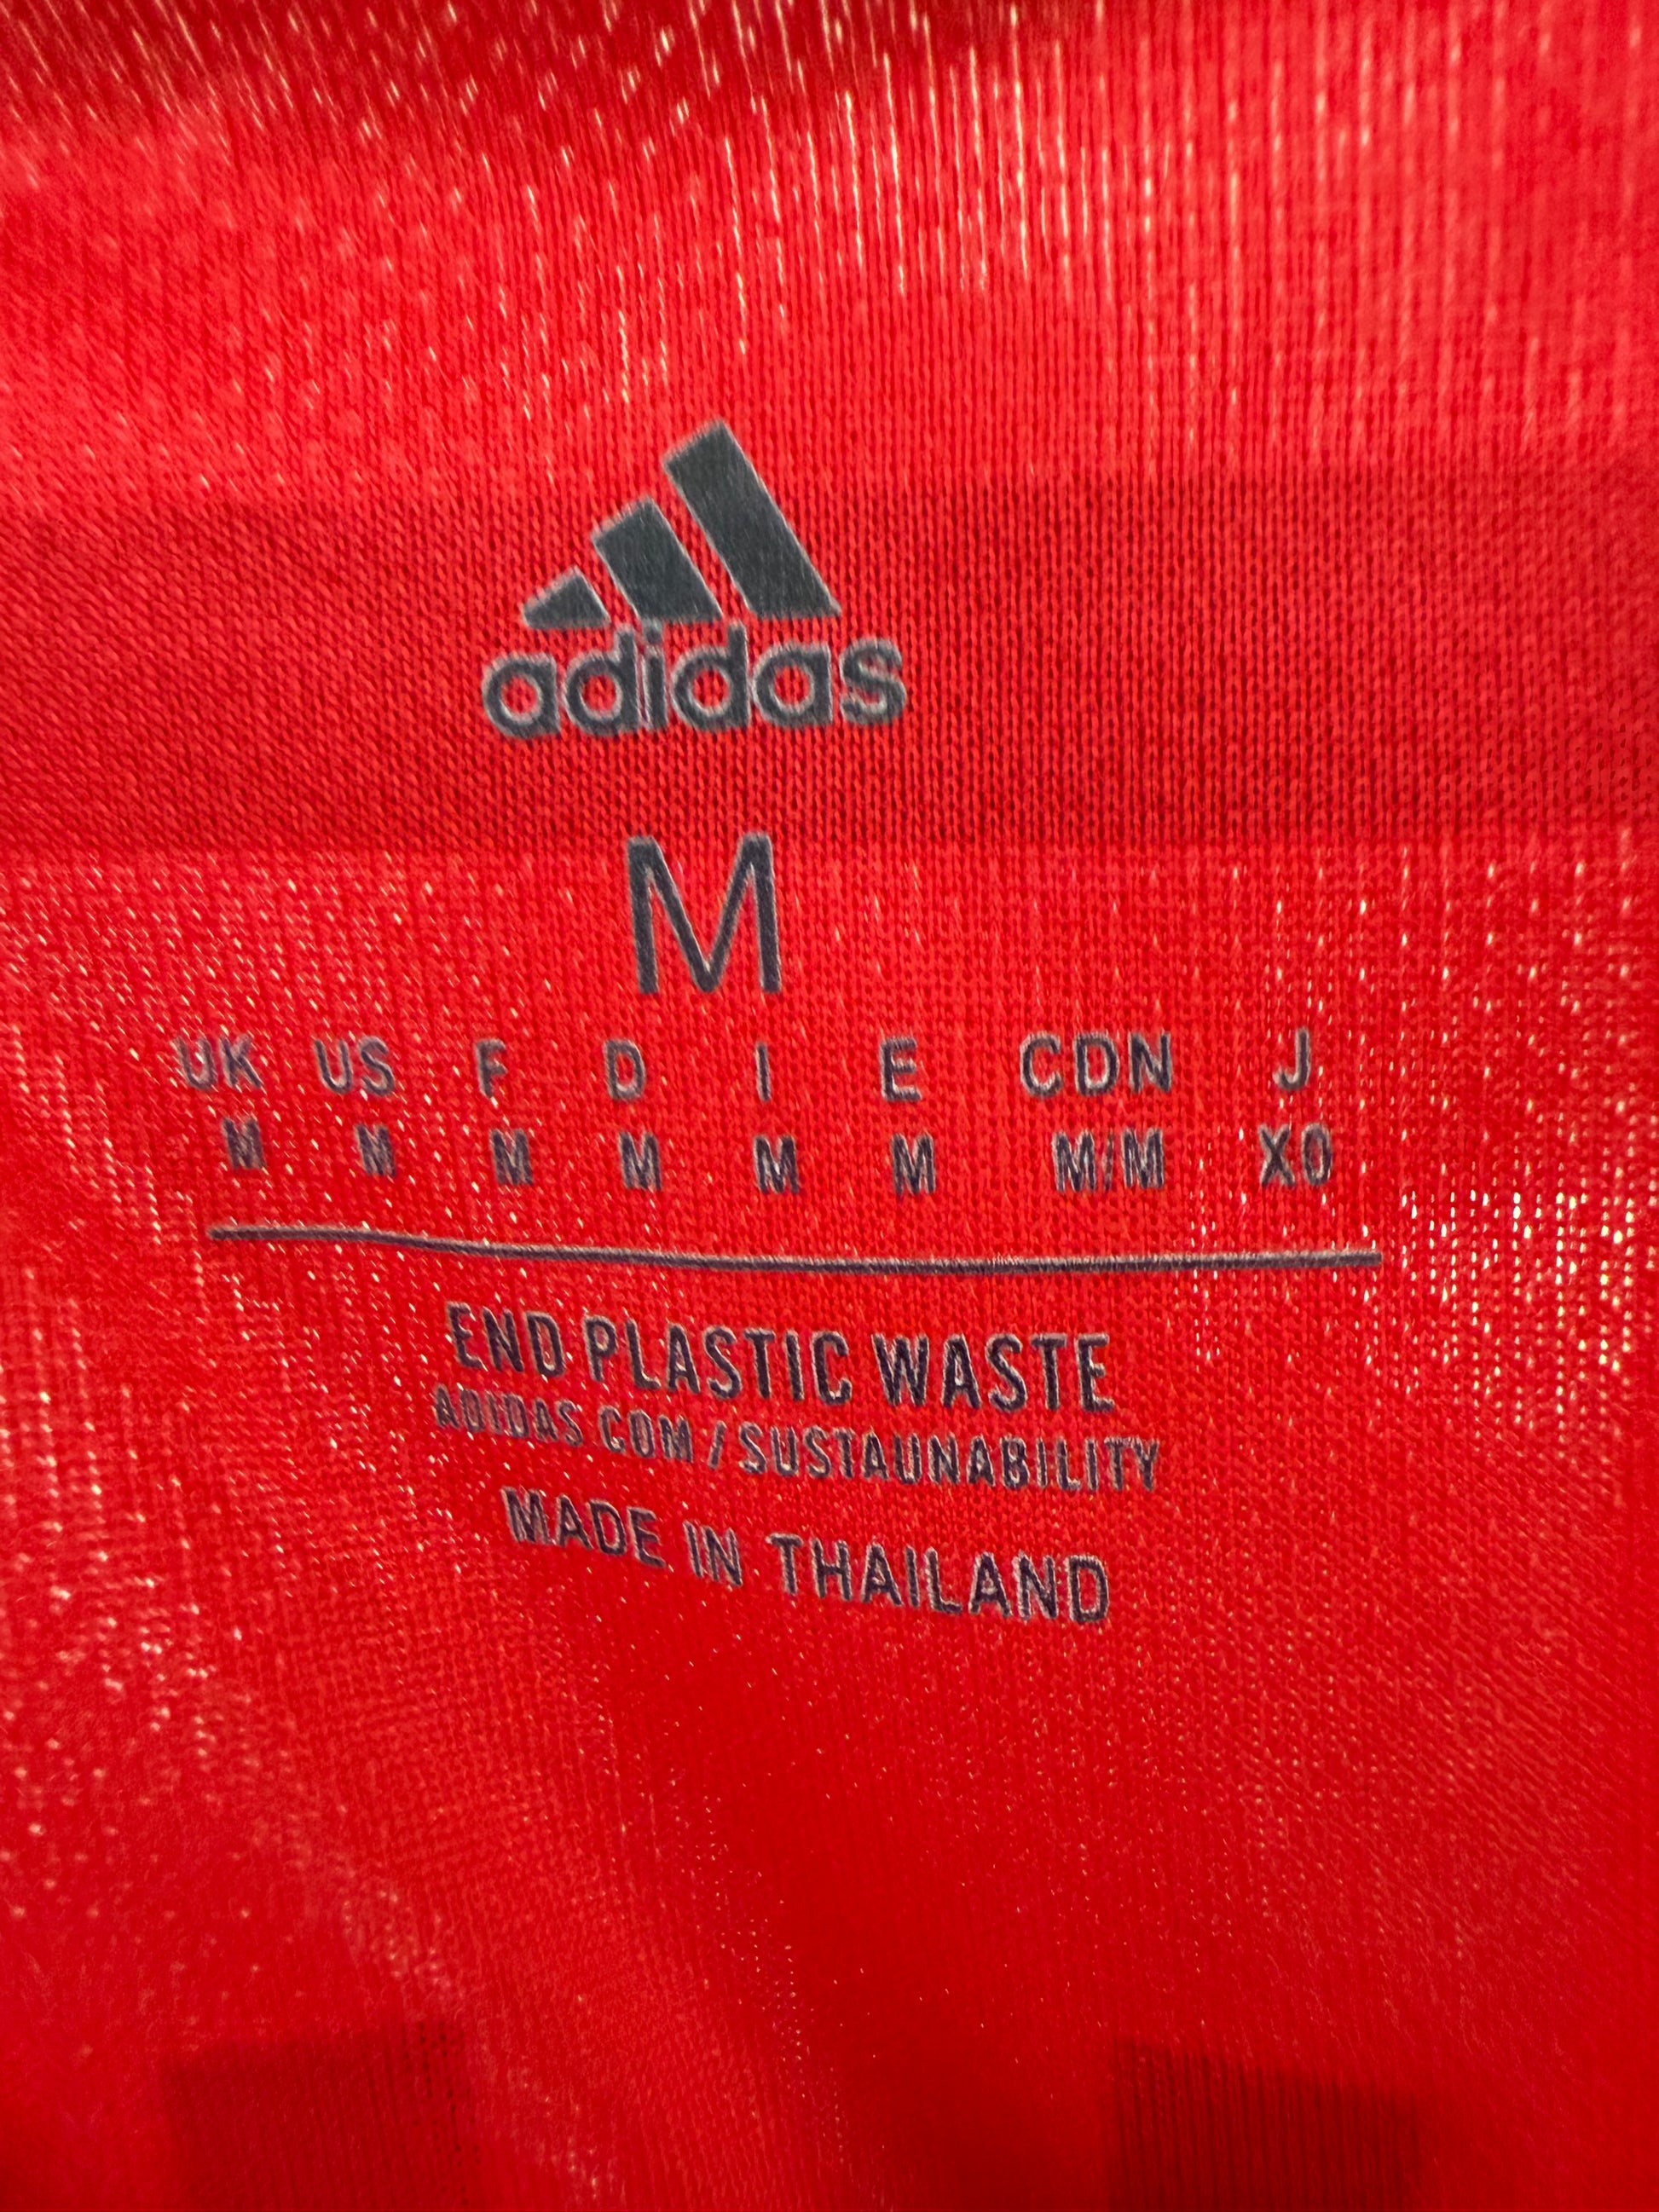 adidas
M
UK US F D I E CDN J
M M M M M M M/M XO
END PLASTIC WASTE
ADIDAS.COM/SUSTAUNABILITY
MADE IN THAILAND